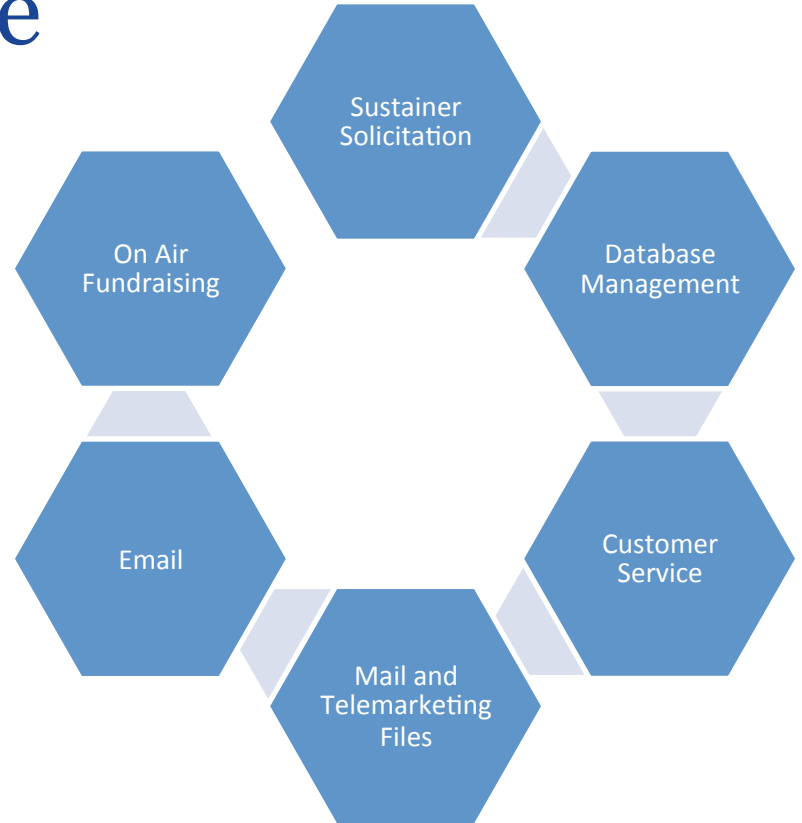 e
Sustainer
Solicitation
Database
Management
Customer
Service
Mail and
Telemarketing
Files
Email
On Air
Fundraising